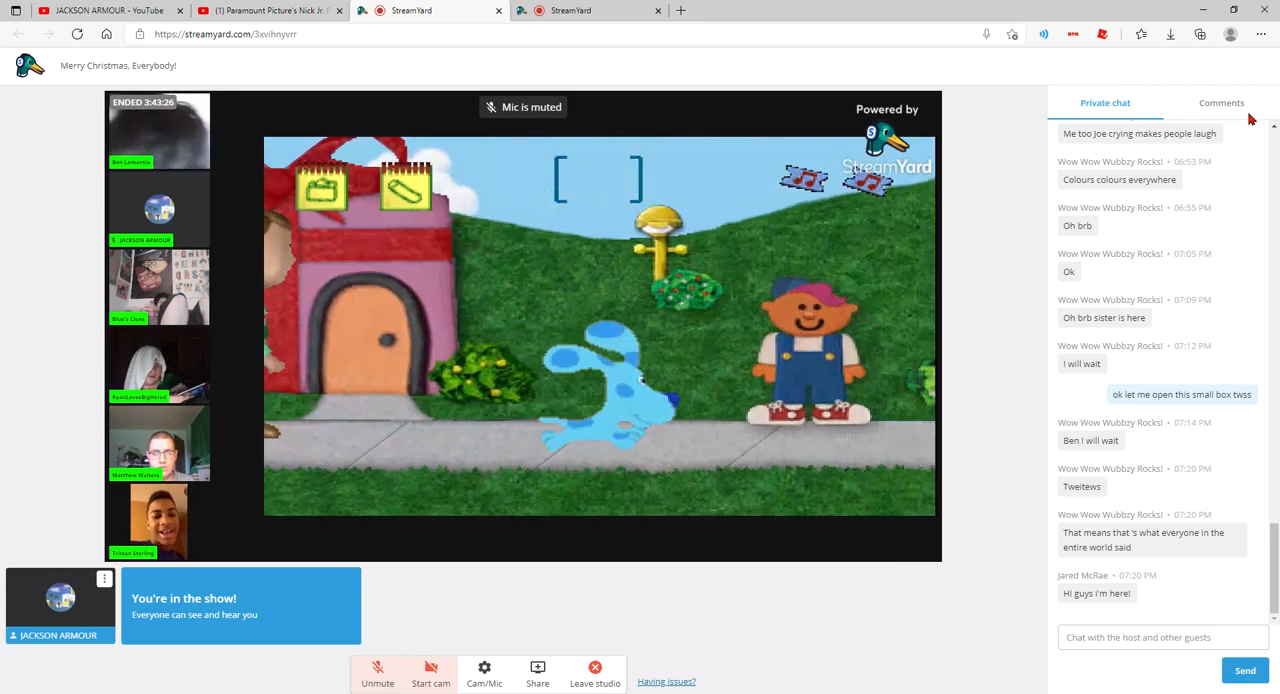 JACKSON ARMOUR - YouTube
(1) Paramount Picture's Nick Jr. F
StreamYard
StreamYard
https://streamyard.com/3xvihnyvrr
Merry Christmas, Everybody!
ENDED 3:43:26
Mic is muted
Powered by
StreamYard
Ben Lamantia
JACKSON ARMOUR
Blue's Clues
RyanLovesBigHero6
Matthew Walters
Tristan Sterling
JACKSON ARMOUR
You're in the show!
Everyone can see and hear you
Unmute
Start cam
Cam/Mic
Share
Leave studio
Having issues?
Private chat
Comments
Me too Joe crying makes people laugh
Wow Wow Wubbzy Rocks! • 06:53 PM
Colours colours everywhere
Wow Wow Wubbzy Rocks! • 06:55 PM
Oh brb
Wow Wow Wubbzy Rocks! • 07:05 PM
Ok
Wow Wow Wubbzy Rocks! • 07:09 PM
Oh brb sister is here
Wow Wow Wubbzy Rocks! • 07:12 PM
I will wait
ok let me open this small box twss
Wow Wow Wubbzy Rocks! • 07:14 PM
Ben I will wait
Wow Wow Wubbzy Rocks! • 07:20 PM
Tweitews
Wow Wow Wubbzy Rocks! • 07:20 PM
That means that 's what everyone in the
entire world said
Jared McRae • 07:20 PM
HI guys i'm here!
Chat with the host and other guests
Send